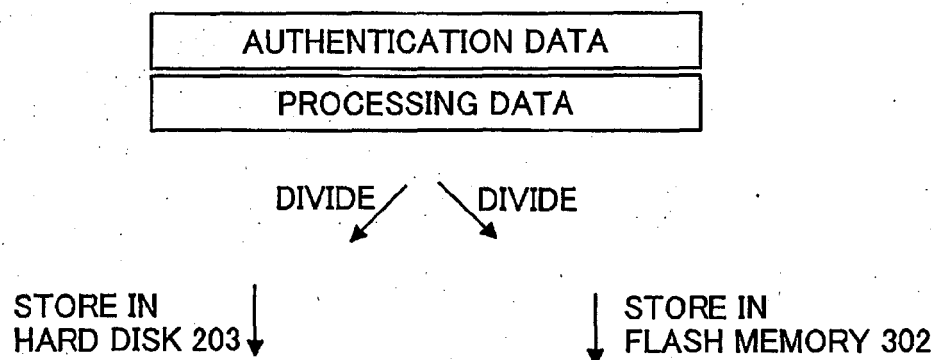 AUTHENTICATION DATA
PROCESSING DATA
DIVIDE DIVIDE
STORE IN
HARD DISK 203
STORE IN
FLASH MEMORY 302